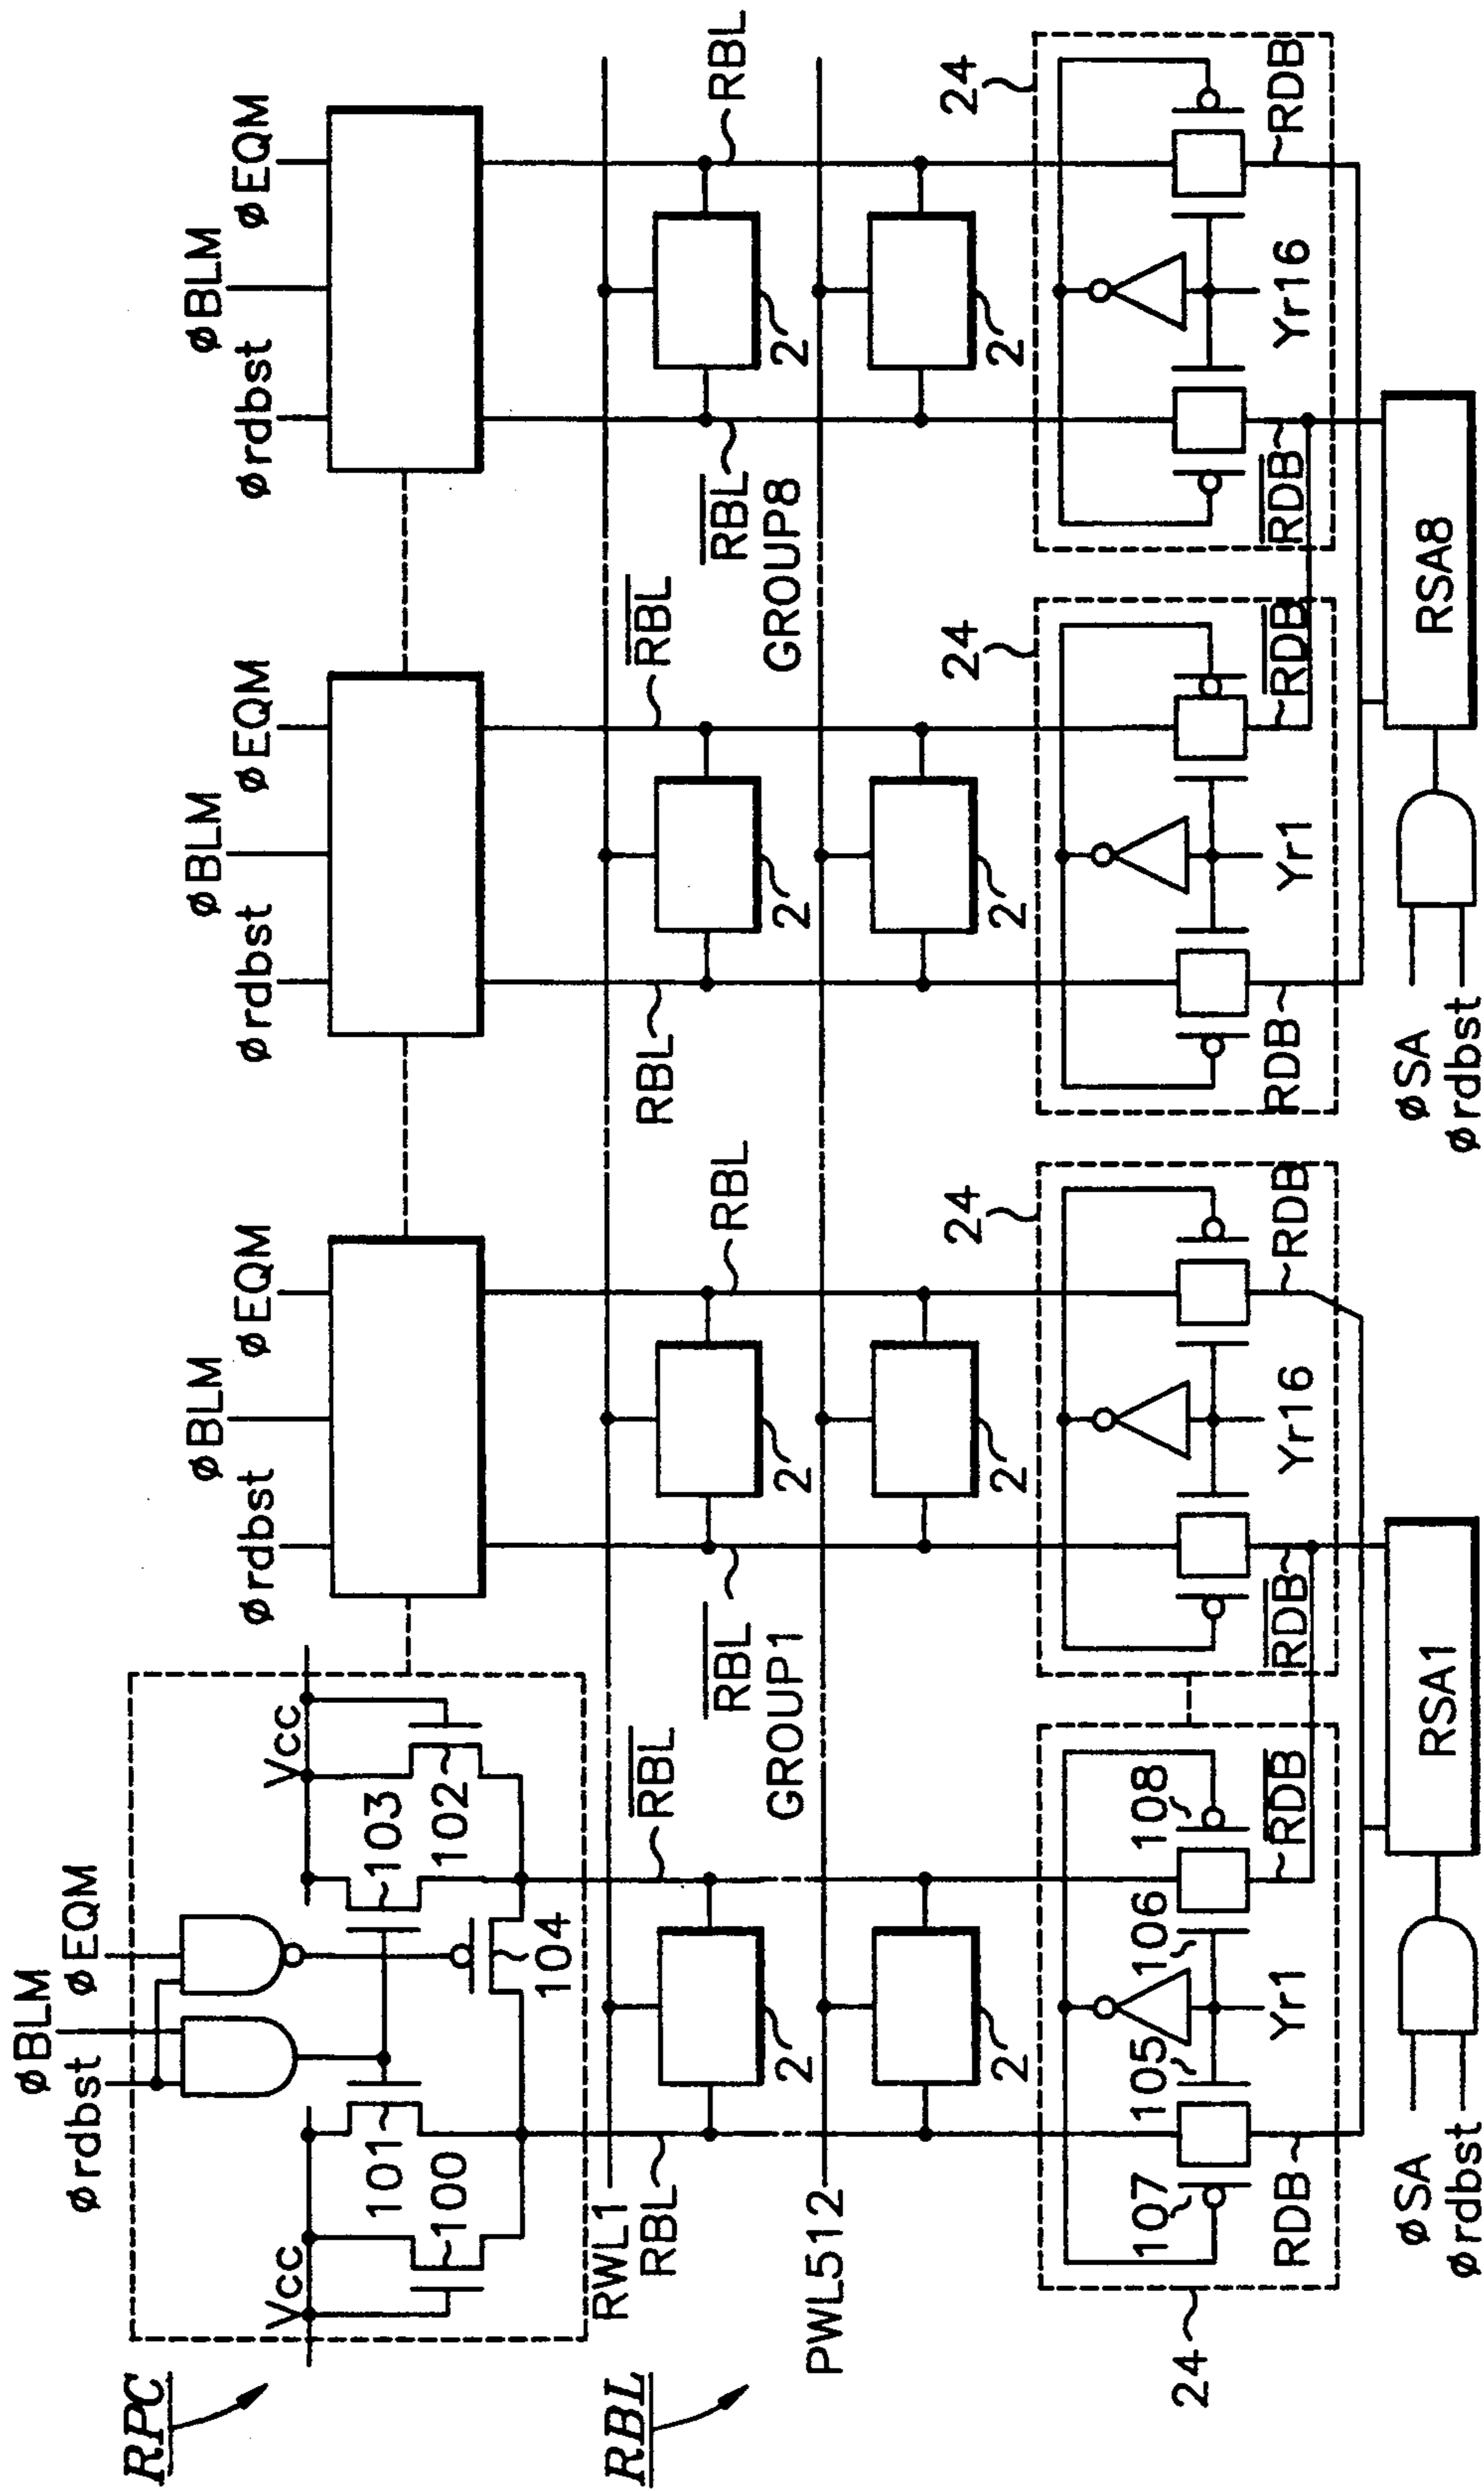 RPC
φrdbst
φBLM
φEQM
φrdbst
φBLM
φEQM
φrdbst
φBLM
φEQM
φrdbst
φBLM
φEQM
Vcc
Vcc
101
100
103
102
104
RBL
RWL1
RBL
RBL
RBL
RBL
RBL
RBL
RBL
RBL
2
2
2
2
GROUP1
GROUP8
PWL512
2
2
2
2
24
24
24
24
107
105
106
108
Yr1
Yr16
Yr1
Yr16
RDB
RDB
RDB
RDB
RDB
RDB
RDB
RDB
φSA
φrdbst
RSA1
φSA
φrdbst
RSA8